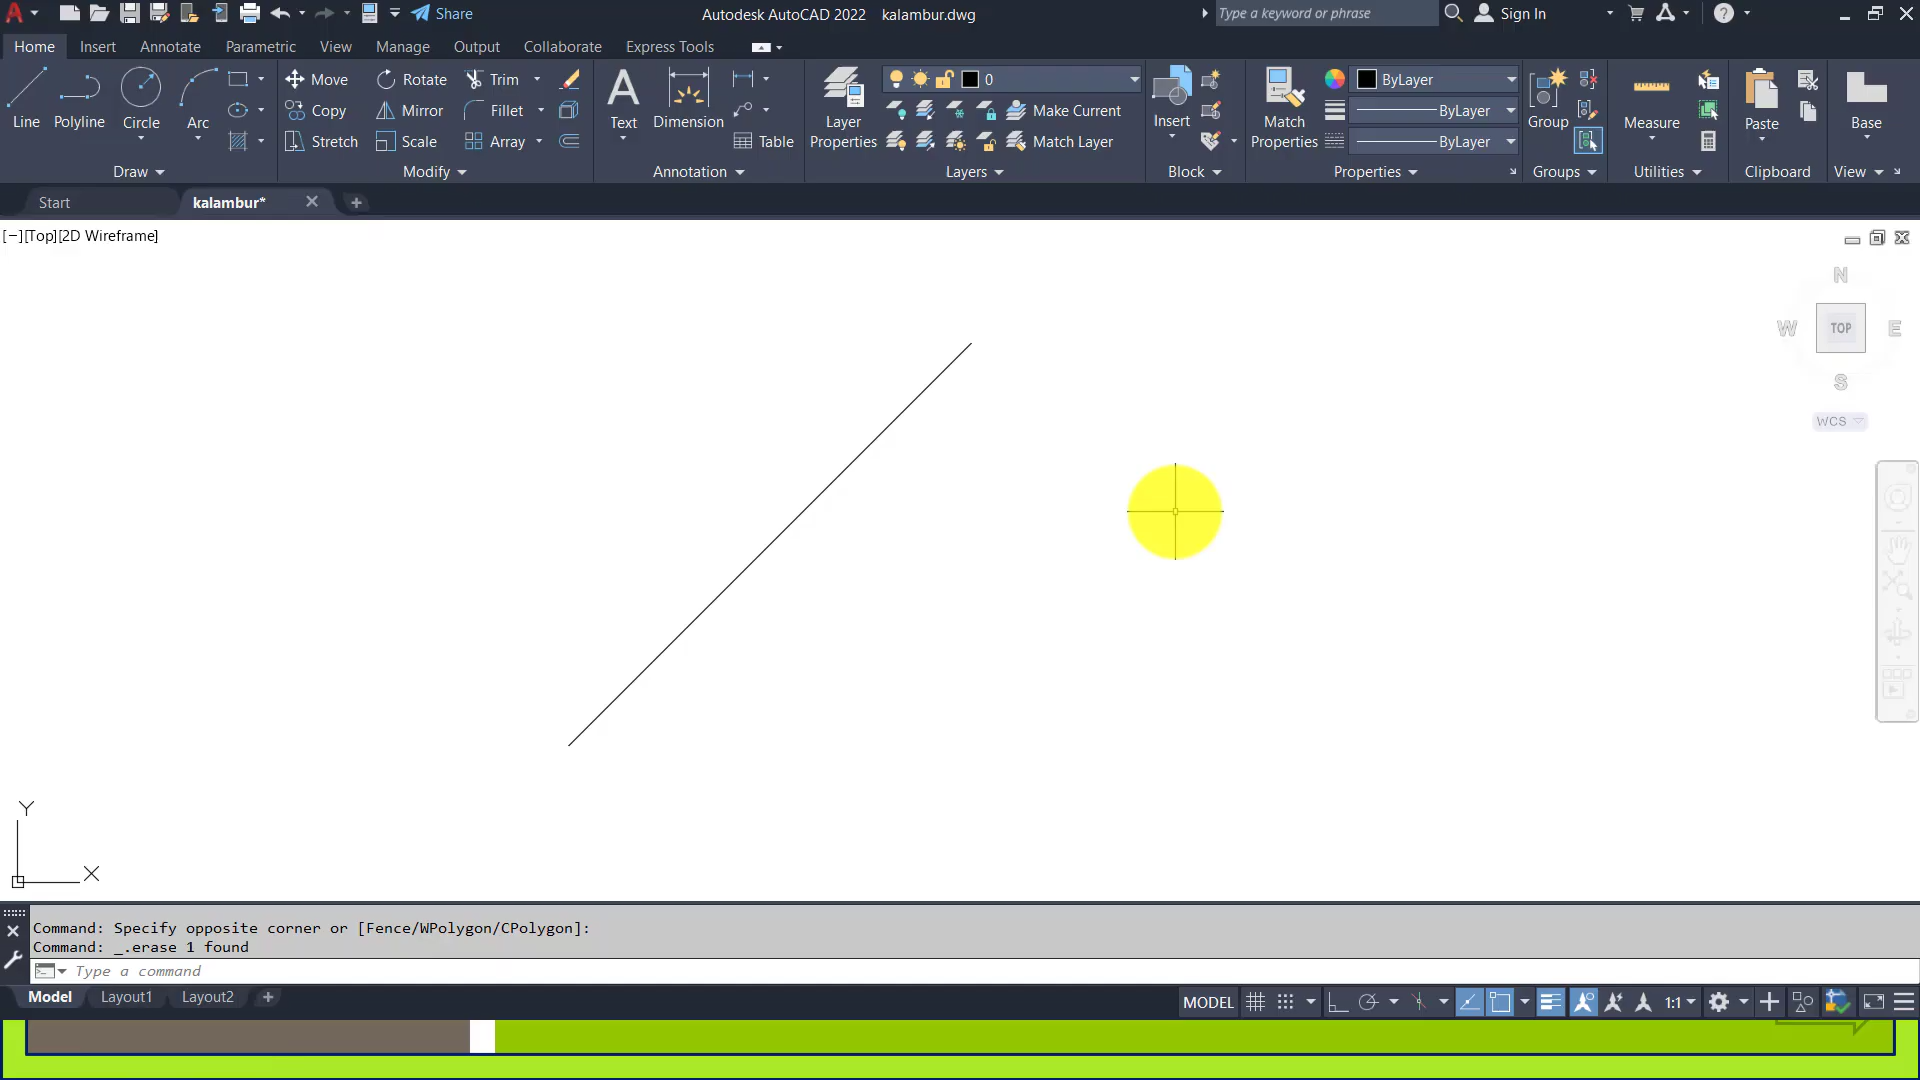 Share
Autodesk AutoCAD 2022 kalambur.dwg
Type a keyword or phrase
Sign In
Home Insert Annotate Parametric View Manage Output Collaborate Express Tools
Line Polyline Circle Arc
Move Rotate Trim
Copy Mirror Fillet
Stretch Scale Array
Text Dimension Table
Layer Properties
0
Make Current
Match Layer
Insert
Match Properties
ByLayer
ByLayer
ByLayer
Group Measure Paste Base
Draw Modify Annotation Layers Block Properties Groups Utilities Clipboard View
Start kalambur*
[−][Top][2D Wireframe]
N
W TOP E
S
WCS
Y
X
Command: Specify opposite corner or [Fence/WPolygon/CPolygon]:
Command: _.erase 1 found
Type a command
Model Layout1 Layout2 + MODEL 1:1